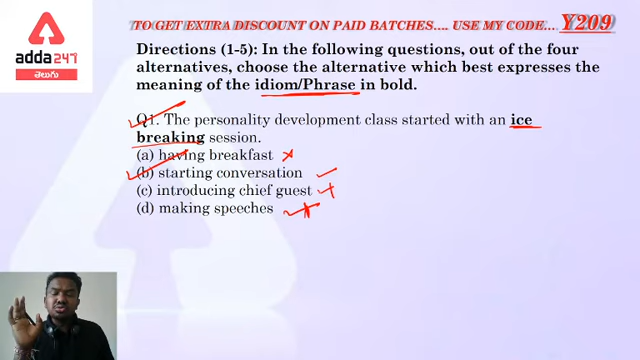 TO GET EXTRA DISCOUNT ON PAID BATCHES.... USE MY CODE... Y209
adda247
తెలుగు
Directions (1-5): In the following questions, out of the four
alternatives, choose the alternative which best expresses the
meaning of the idiom/Phrase in bold.
Q1. The personality development class started with an ice
breaking session.
(a) having breakfast
(b) starting conversation
(c) introducing chief guest
(d) making speeches